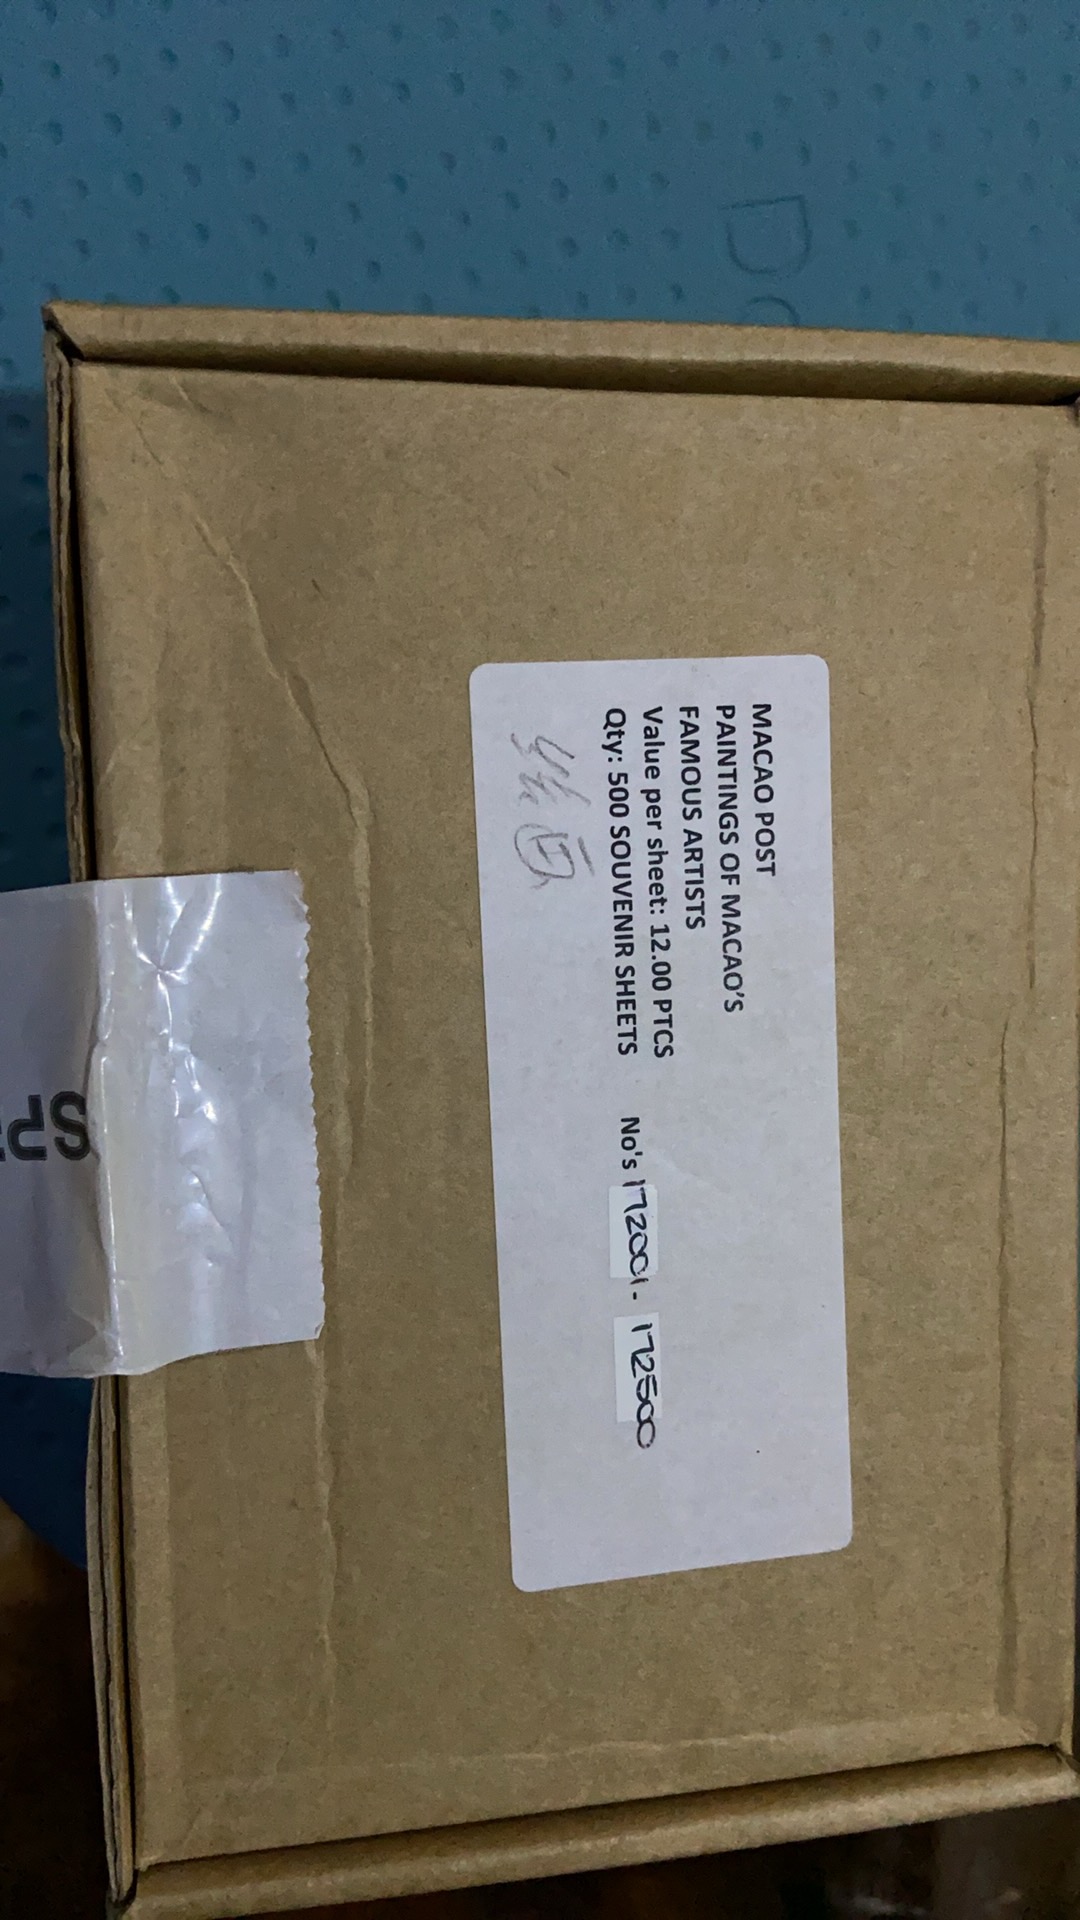 MACAO POST
PAINTINGS OF MACAO'S
FAMOUS ARTISTS
Value per sheet: 12.00 PTCS
Qty: 500 SOUVENIR SHEETS No's 172001 - 172500